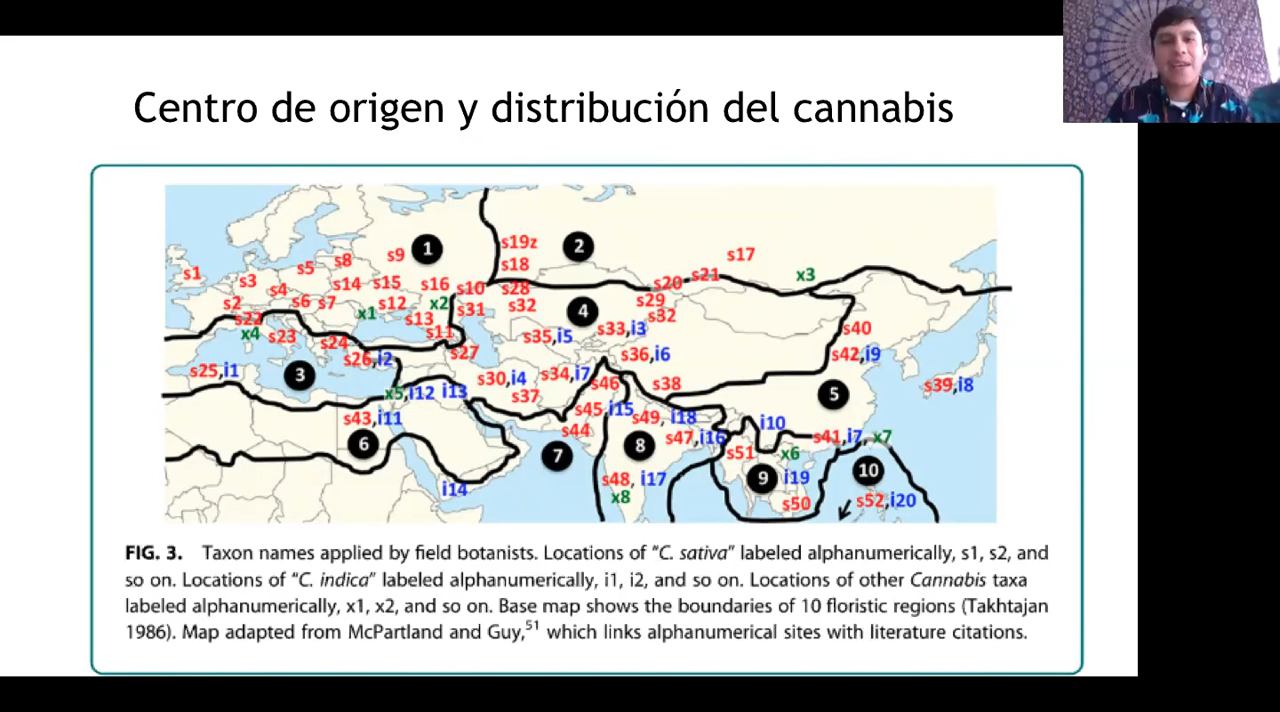 Centro de origen y distribución del cannabis
s17
s19z
1
2
s9
s8
s18
s5
s1
s3
s21
x3
s14
s15
s16
s20
s4
s10
s28
s2
s6
s7
s12
x2
s32
s29
x1
s31
4
s22
s13
s32
x4
s23
s11
s33,i3
s40
s24
s35,i5
s26,i2
s27
s36,i6
s42,i9
s25,i1
3
s30,i4
s34,i7
s46
s38
s39,i8
x5,i12
i13
s37
5
s45,i15
s43,i11
s49, i18
i10
s44
s47,i16
s41,i7, x7
6
7
8
s51
x6
10
s48, i17
9
i19
i14
x8
s50
s52,i20
FIG. 3. Taxon names applied by field botanists. Locations of "C. sativa" labeled alphanumerically, s1, s2, and
so on. Locations of "C. indica" labeled alphanumerically, i1, i2, and so on. Locations of other Cannabis taxa
labeled alphanumerically, x1, x2, and so on. Base map shows the boundaries of 10 floristic regions (Takhtajan
1986). Map adapted from McPartland and Guy,51 which links alphanumerical sites with literature citations.